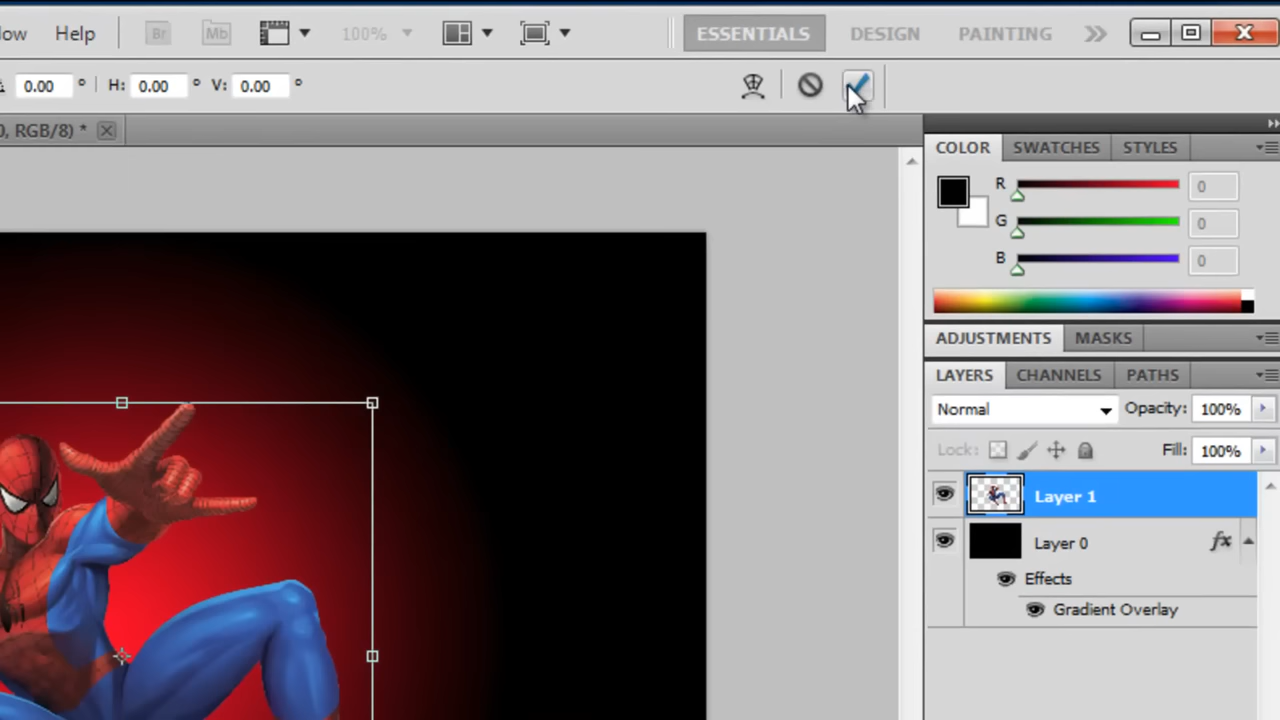 ow Help Br Mb 100% ESSENTIALS DESIGN PAINTING
0.00 ° H: 0.00 ° V: 0.00 °
0, RGB/8) *
COLOR SWATCHES STYLES
R 0
G 0
B 0
ADJUSTMENTS MASKS
LAYERS CHANNELS PATHS
Normal Opacity: 100%
Lock: Fill: 100%
Layer 1
Layer 0 fx
Effects
Gradient Overlay